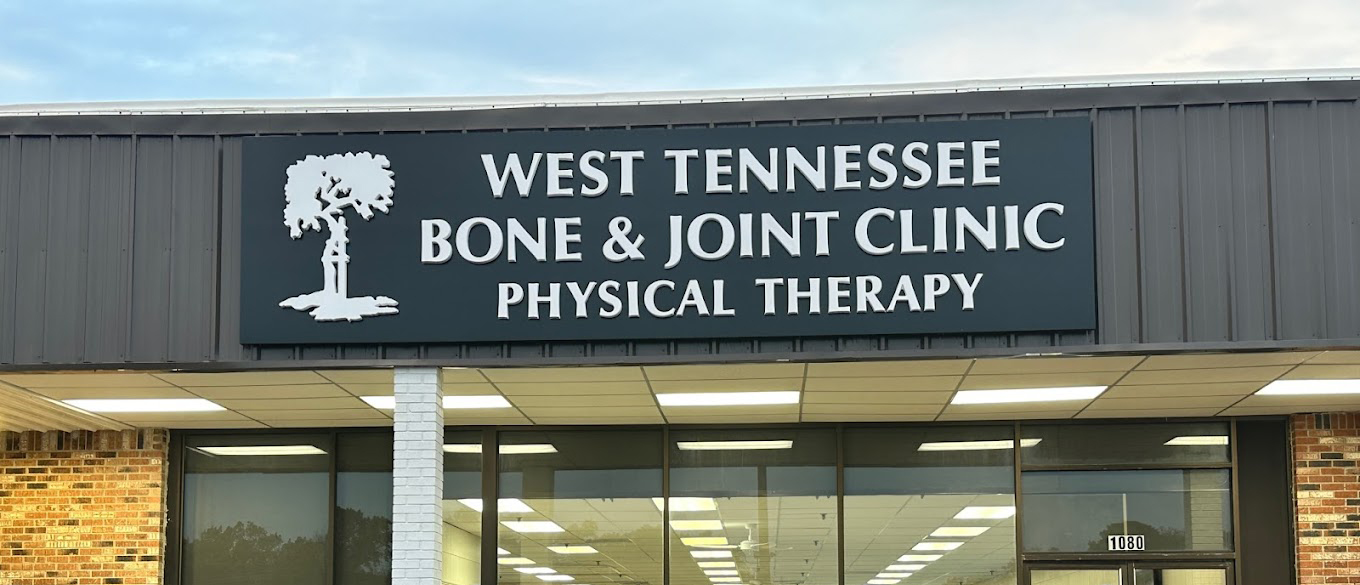 WEST TENNESSEE
BONE & JOINT CLINIC
PHYSICAL THERAPY
1080